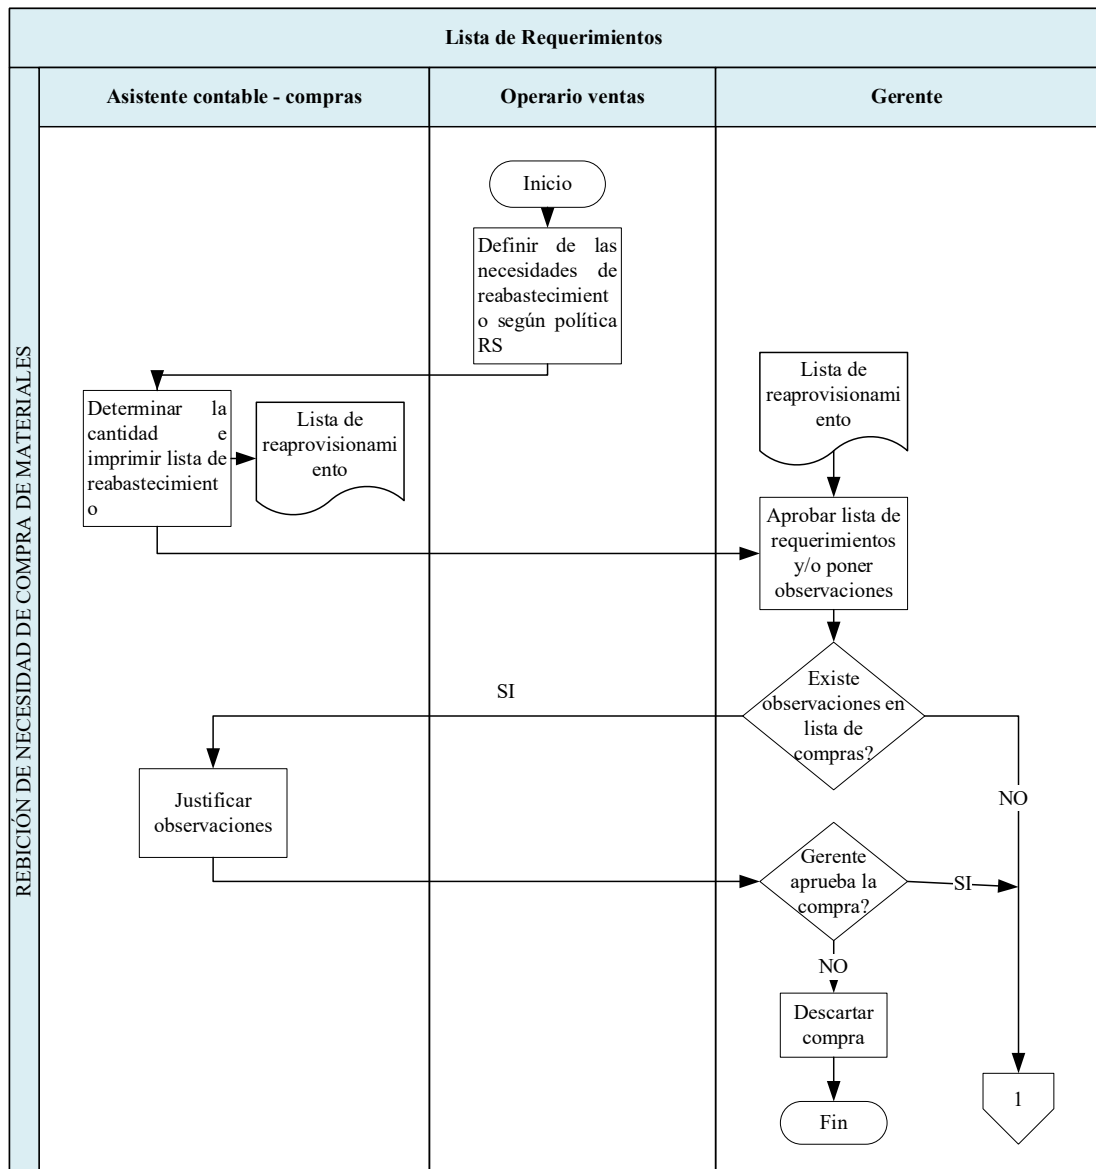 Lista de Requerimientos
REBICIÓN DE NECESIDAD DE COMPRA DE MATERIALES
Asistente contable - compras
Operario ventas
Gerente
Inicio
Definir de las
necesidades de
reabastecimient
o según política
RS
Determinar la
cantidad e
imprimir lista de
reabastecimient
o
Lista de
reaprovisionami
ento
Lista de
reaprovisionami
ento
Aprobar lista de
requerimientos
y/o poner
observaciones
Existe
observaciones en
lista de
compras?
SI
NO
Justificar
observaciones
Gerente
aprueba la
compra?
SI
NO
Descartar
compra
Fin
1